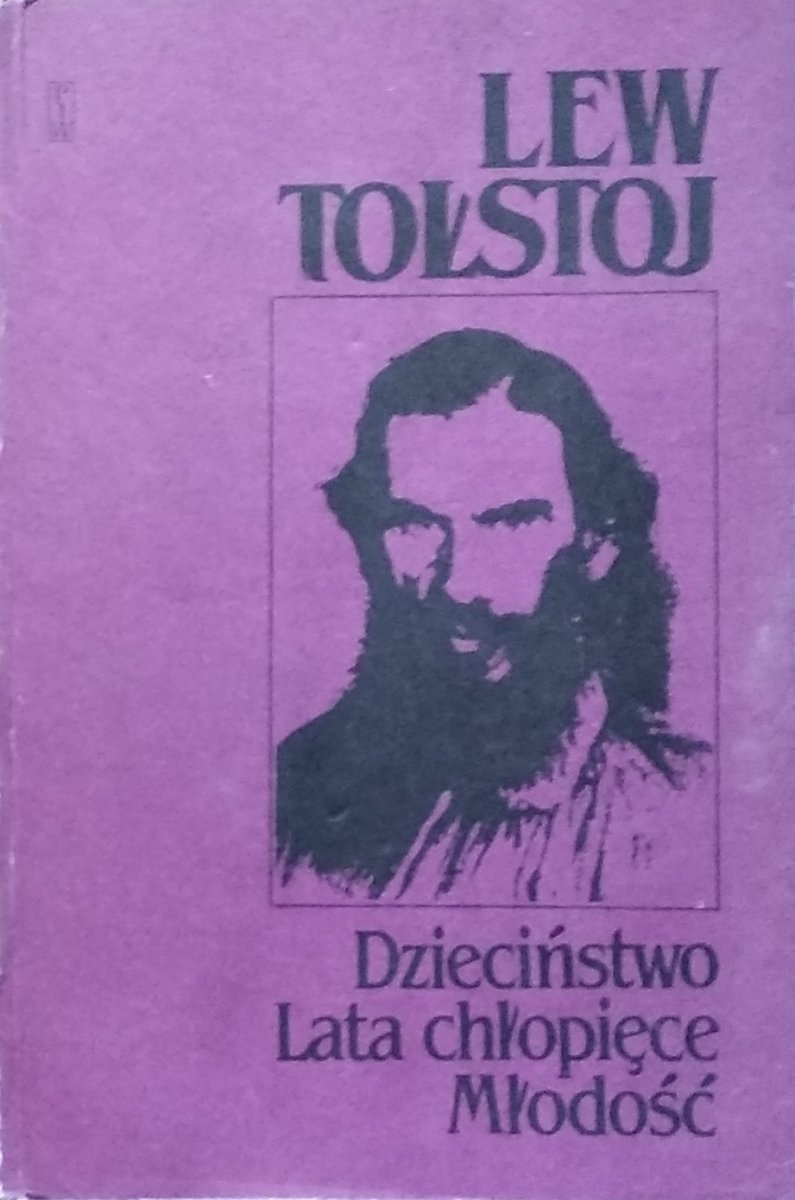 LEW
TOŁSTOJ
Dzieciństwo
Lata chłopięce
Młodość